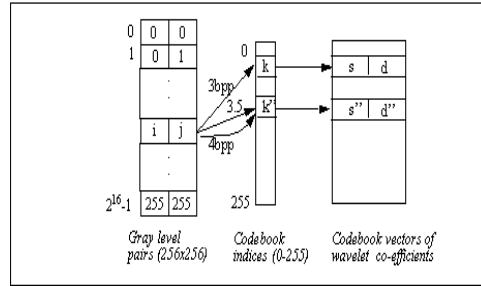 0 0 0
1 0 1
0
k s d
3bpp
3.5 k" s" d"
i j
4bpp
2^16-1 255 255
255
Gray level pairs (256x256)
Codebook indices (0-255)
Codebook vectors of wavelet co-efficients